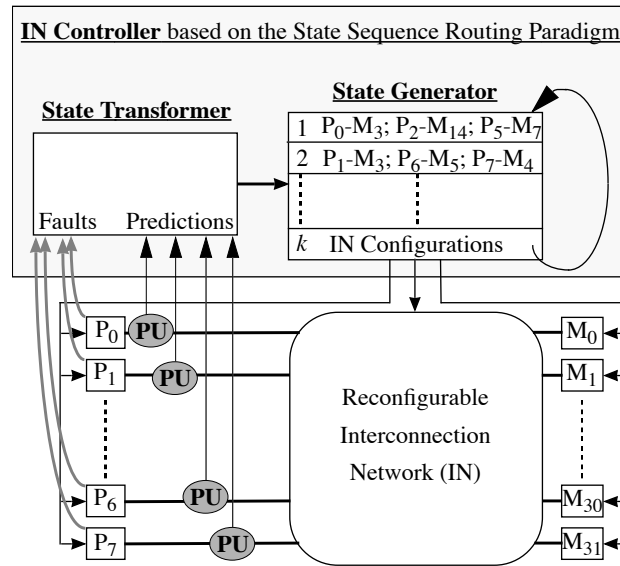 IN Controller based on the State Sequence Routing Paradigm
State Transformer
State Generator
1 P0-M3; P2-M14; P5-M7
2 P1-M3; P6-M5; P7-M4
k IN Configurations
Faults Predictions
P0 PU M0
P1 PU M1
Reconfigurable
Interconnection
Network (IN)
P6 PU M30
P7 PU M31